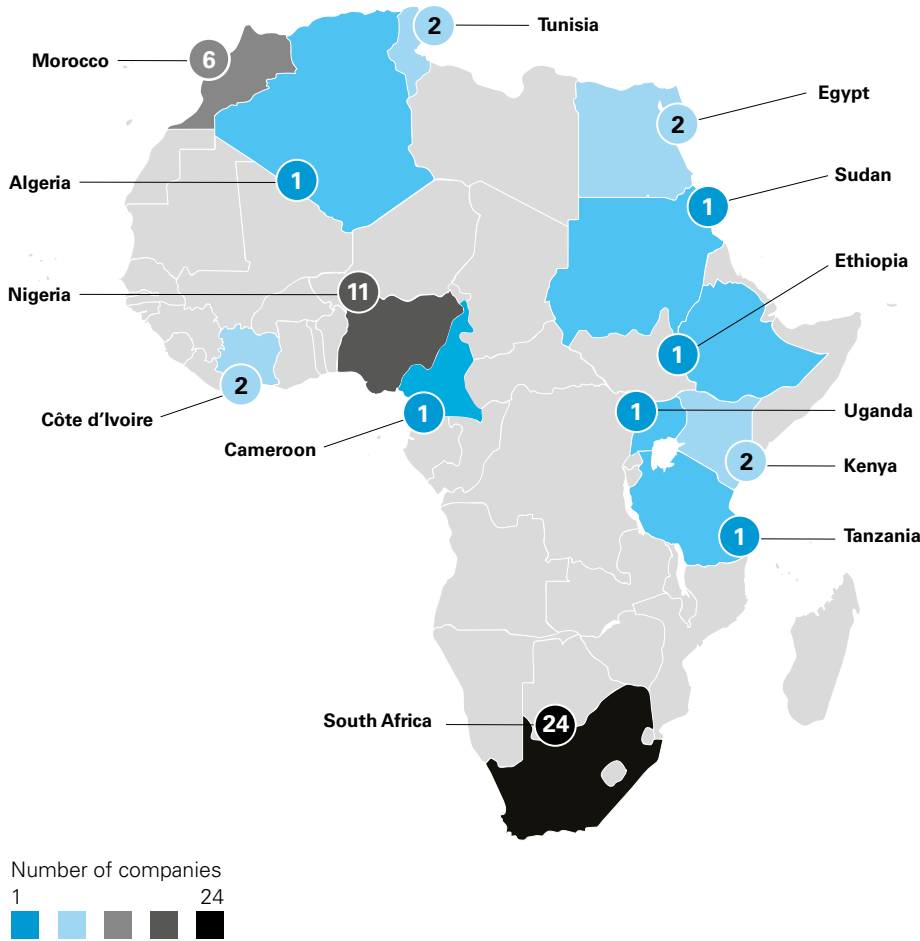 2 Tunisia
Morocco 6
Egypt
2
Algeria 1
Sudan
1
Ethiopia
Nigeria 11
1
2
Côte d'Ivoire
1
Cameroon
1 Uganda
2 Kenya
1 Tanzania
South Africa 24
Number of companies
1 24